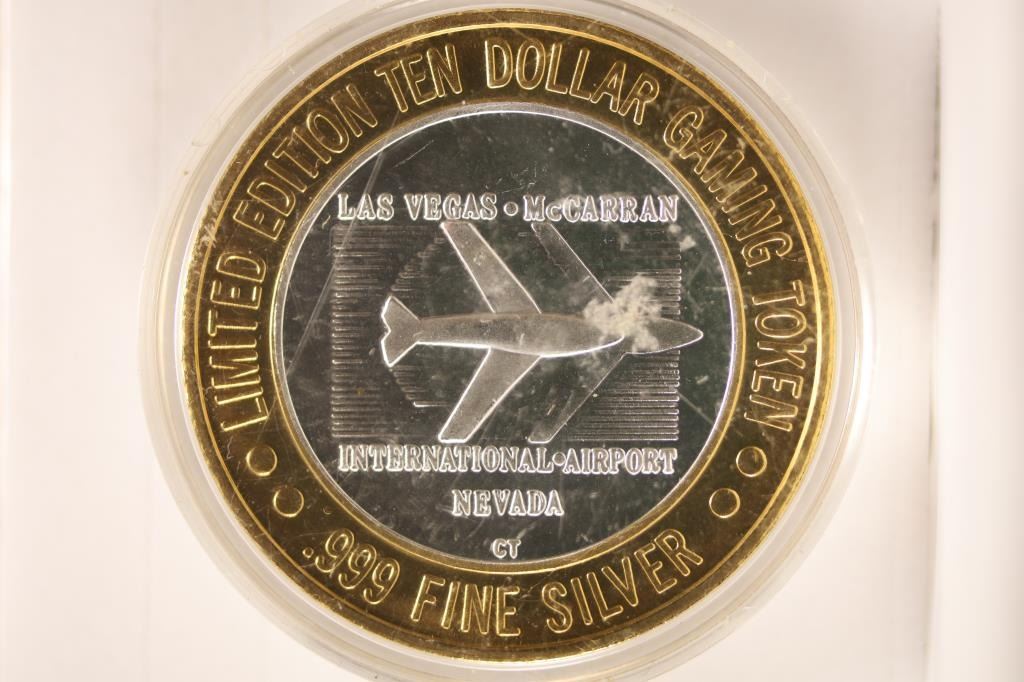 LIMITED EDITION TEN DOLLAR GAMING TOKEN
LAS VEGAS • McCARRAN
INTERNATIONAL • AIRPORT
NEVADA
CT
.999 FINE SILVER